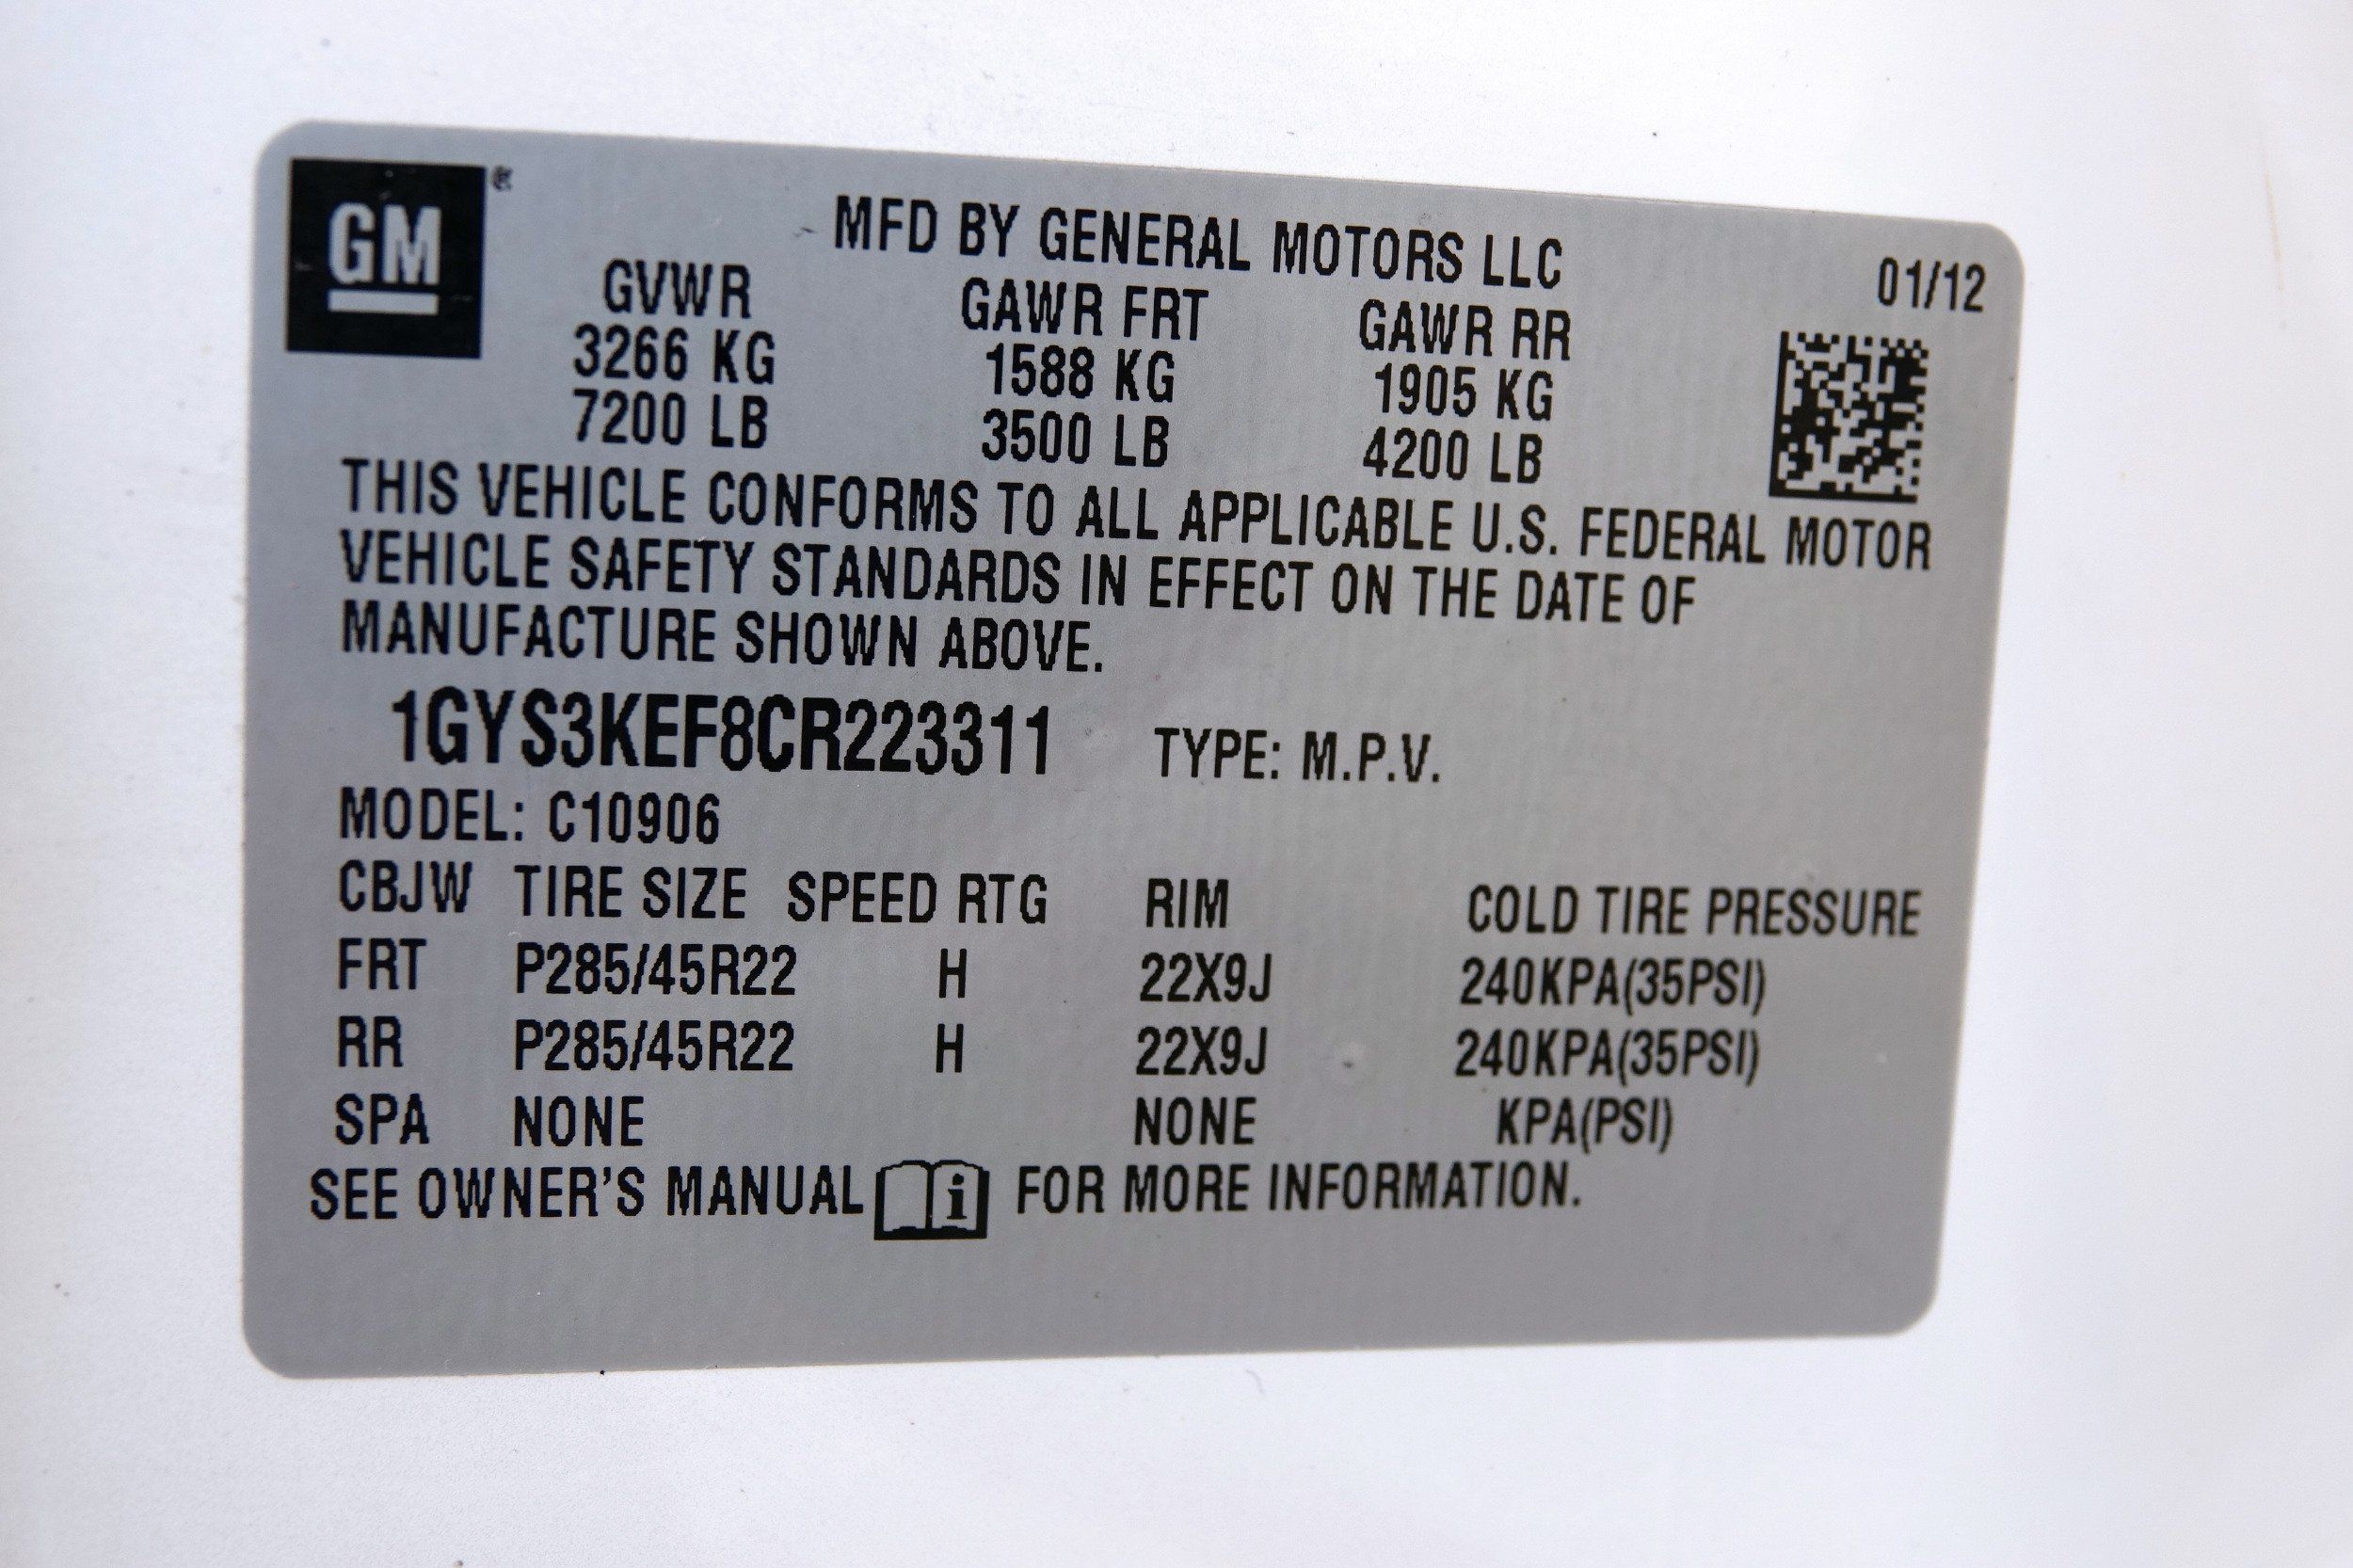 GM
MFD BY GENERAL MOTORS LLC
01/12
GVWR GAWR FRT GAWR RR
3266 KG 1588 KG 1905 KG
7200 LB 3500 LB 4200 LB
THIS VEHICLE CONFORMS TO ALL APPLICABLE U.S. FEDERAL MOTOR
VEHICLE SAFETY STANDARDS IN EFFECT ON THE DATE OF
MANUFACTURE SHOWN ABOVE.
1GYS3KEF8CR223311 TYPE: M.P.V.
MODEL: C10906
CBJW TIRE SIZE SPEED RTG RIM COLD TIRE PRESSURE
FRT P285/45R22 H 22X9J 240KPA(35PSI)
RR P285/45R22 H 22X9J 240KPA(35PSI)
SPA NONE NONE KPA(PSI)
SEE OWNER'S MANUAL i FOR MORE INFORMATION.